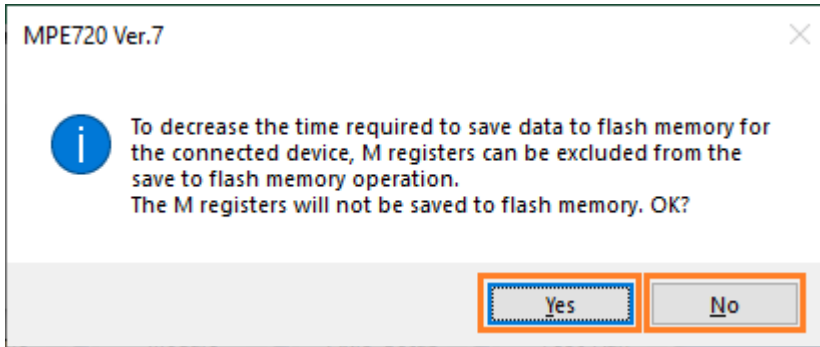 MPE720 Ver.7
To decrease the time required to save data to flash memory for
the connected device, M registers can be excluded from the
save to flash memory operation.
The M registers will not be saved to flash memory. OK?
Yes
No